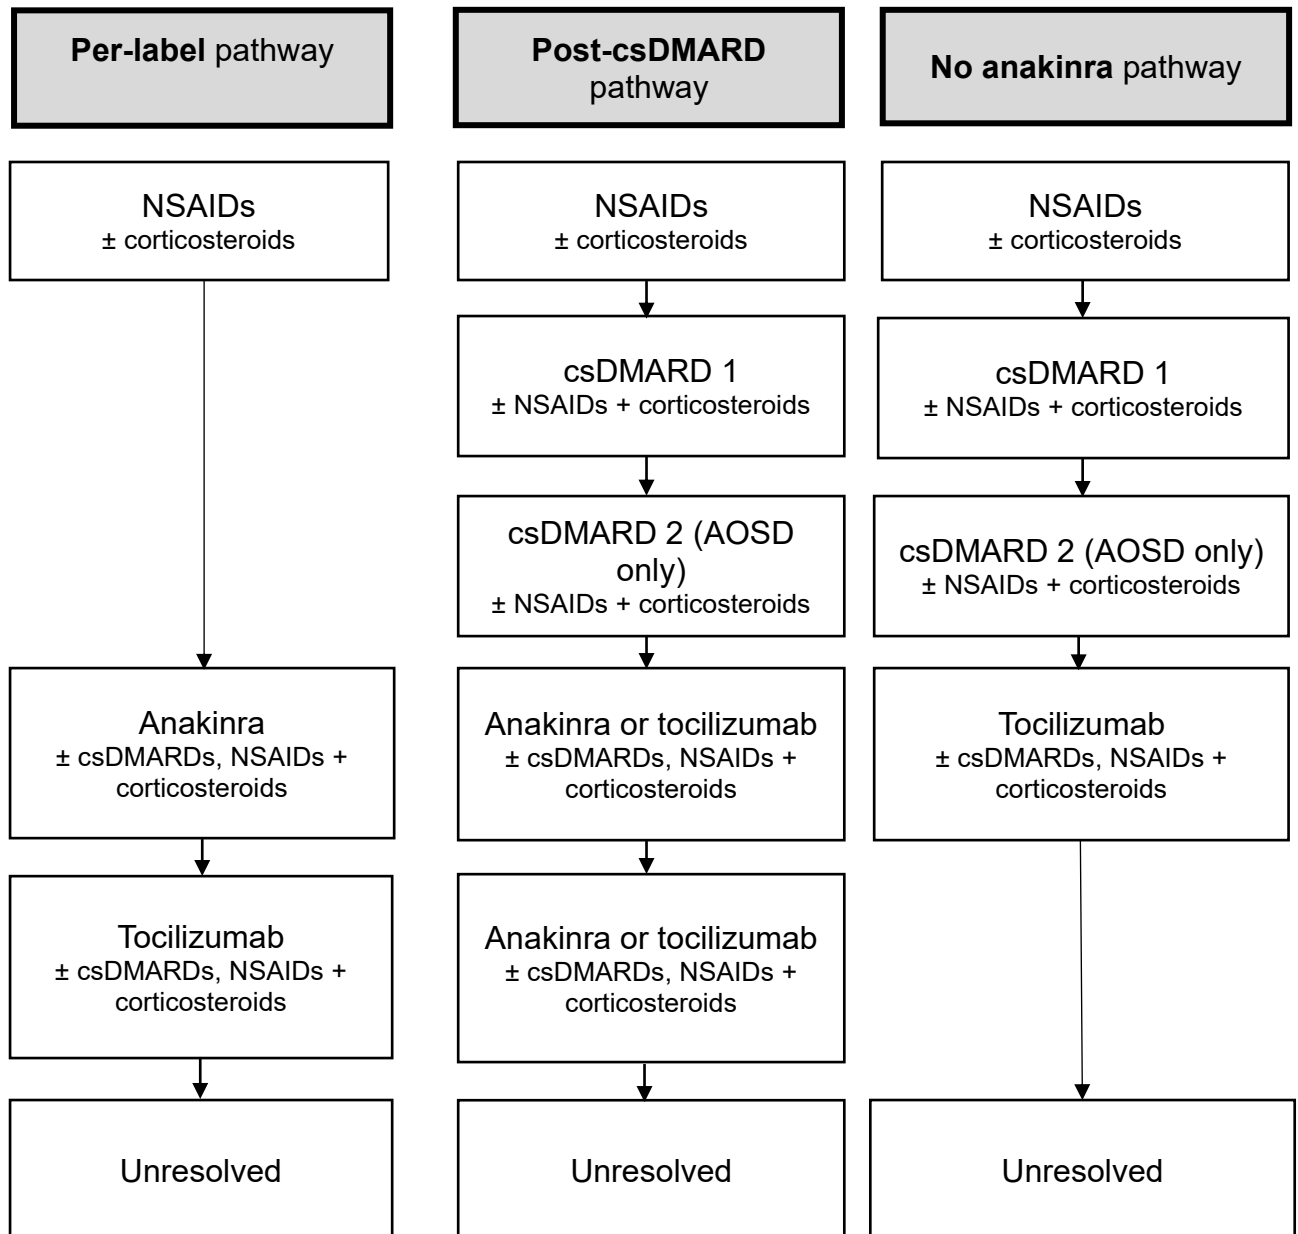 Per-label pathway
NSAIDs
± corticosteroids
Anakinra
± csDMARDs, NSAIDs +
corticosteroids
Tocilizumab
± csDMARDs, NSAIDs +
corticosteroids
Unresolved
Post-csDMARD
pathway
NSAIDs
± corticosteroids
csDMARD 1
± NSAIDs + corticosteroids
csDMARD 2 (AOSD
only)
± NSAIDs + corticosteroids
Anakinra or tocilizumab
± csDMARDs, NSAIDs +
corticosteroids
Anakinra or tocilizumab
± csDMARDs, NSAIDs +
corticosteroids
Unresolved
No anakinra pathway
NSAIDs
± corticosteroids
csDMARD 1
± NSAIDs + corticosteroids
csDMARD 2 (AOSD only)
± NSAIDs + corticosteroids
Tocilizumab
± csDMARDs, NSAIDs +
corticosteroids
Unresolved